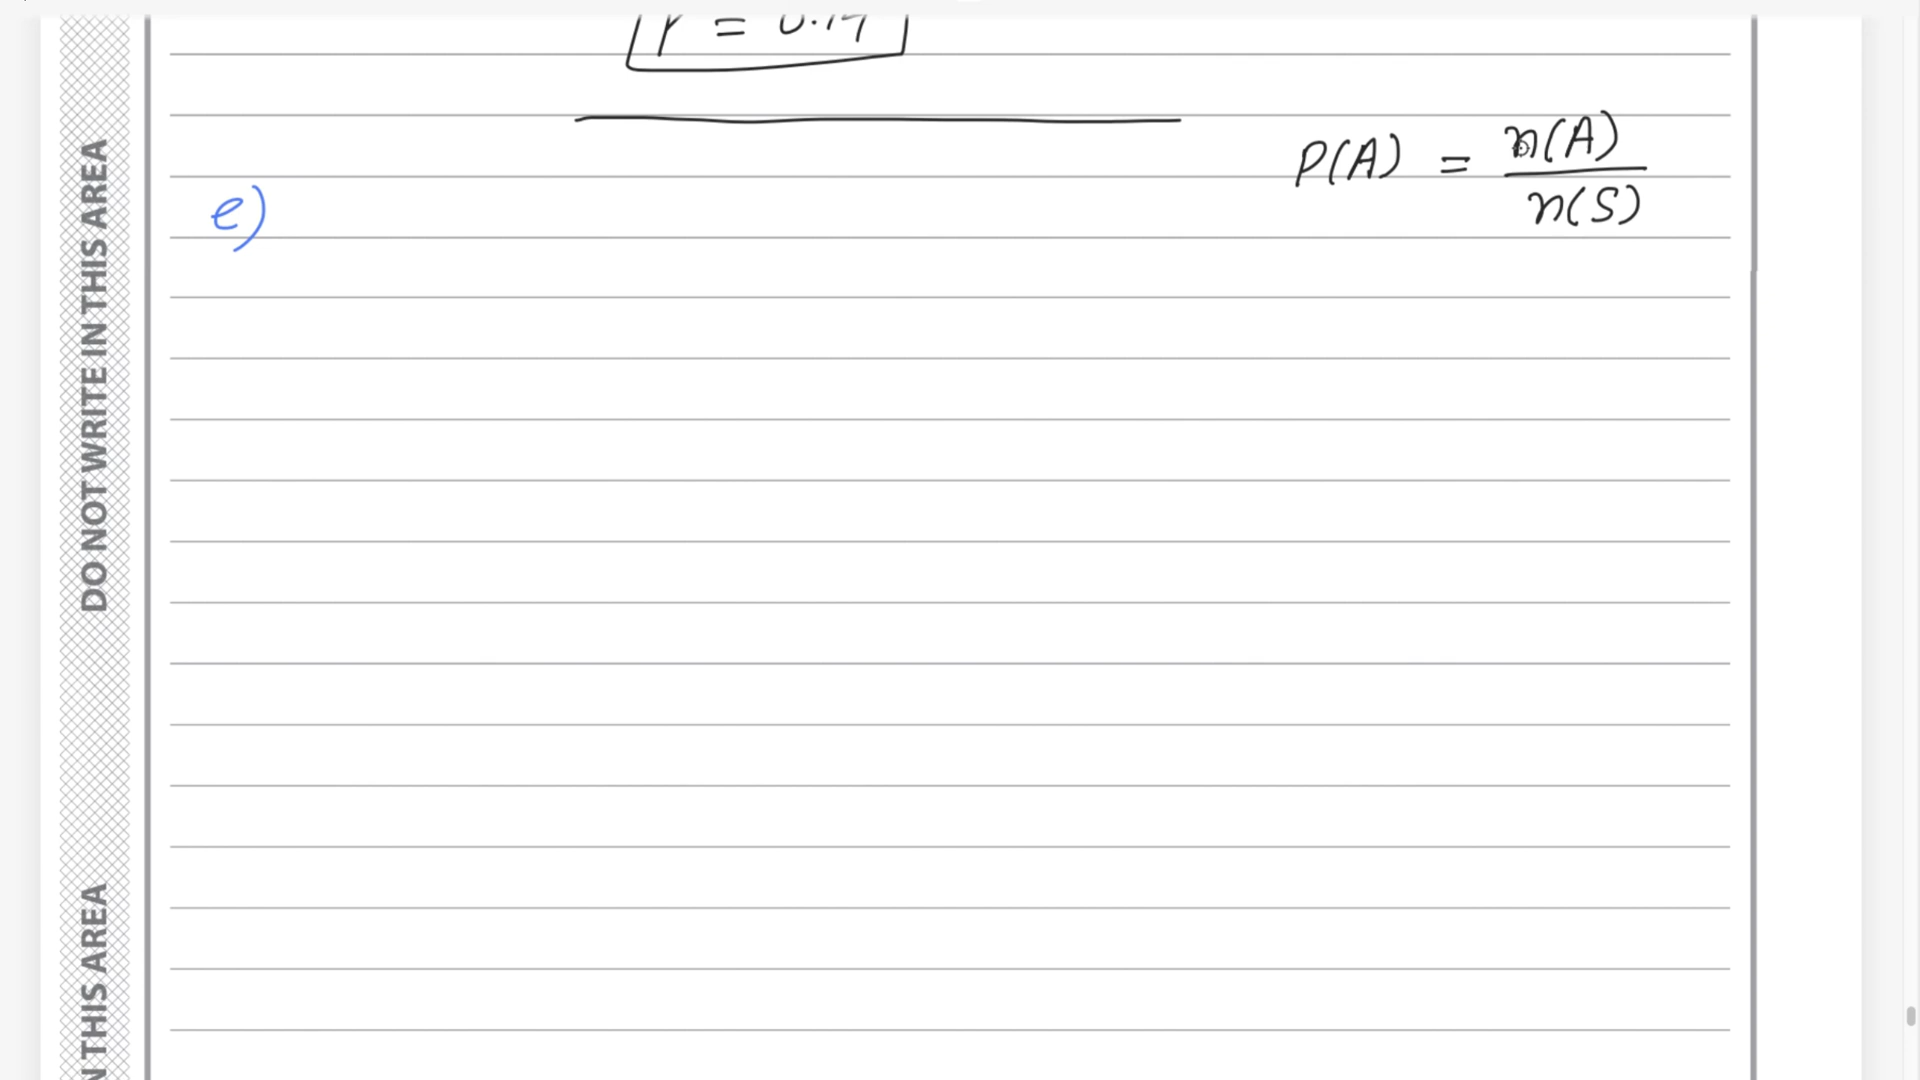 P(A) = n(A)/n(S)
e)
DO NOT WRITE IN THIS AREA
THIS AREA